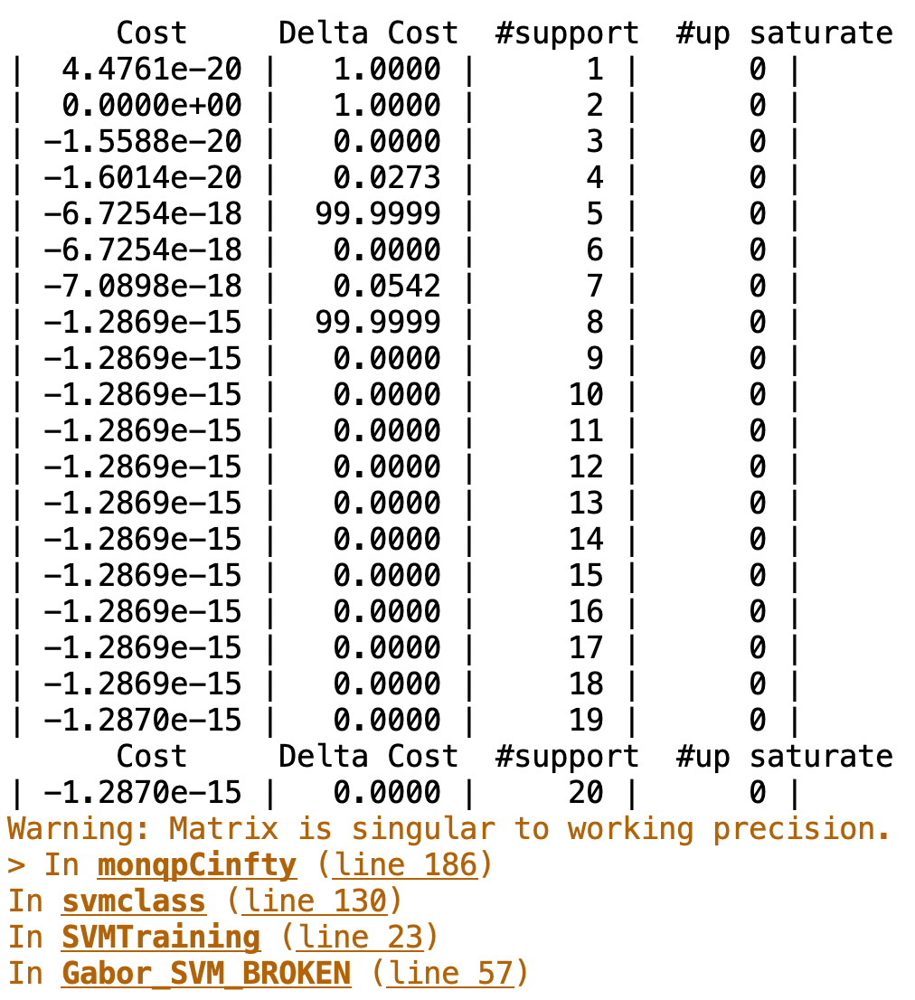 Cost Delta Cost #support #up saturate
| 4.4761e-20 | 1.0000 | 1 | 0 |
| 0.0000e+00 | 1.0000 | 2 | 0 |
| -1.5588e-20 | 0.0000 | 3 | 0 |
| -1.6014e-20 | 0.0273 | 4 | 0 |
| -6.7254e-18 | 99.9999 | 5 | 0 |
| -6.7254e-18 | 0.0000 | 6 | 0 |
| -7.0898e-18 | 0.0542 | 7 | 0 |
| -1.2869e-15 | 99.9999 | 8 | 0 |
| -1.2869e-15 | 0.0000 | 9 | 0 |
| -1.2869e-15 | 0.0000 | 10 | 0 |
| -1.2869e-15 | 0.0000 | 11 | 0 |
| -1.2869e-15 | 0.0000 | 12 | 0 |
| -1.2869e-15 | 0.0000 | 13 | 0 |
| -1.2869e-15 | 0.0000 | 14 | 0 |
| -1.2869e-15 | 0.0000 | 15 | 0 |
| -1.2869e-15 | 0.0000 | 16 | 0 |
| -1.2869e-15 | 0.0000 | 17 | 0 |
| -1.2869e-15 | 0.0000 | 18 | 0 |
| -1.2870e-15 | 0.0000 | 19 | 0 |
Cost Delta Cost #support #up saturate
| -1.2870e-15 | 0.0000 | 20 | 0 |
Warning: Matrix is singular to working precision.
> In monqpCinfty (line 186)
In svmclass (line 130)
In SVMTraining (line 23)
In Gabor_SVM_BROKEN (line 57)